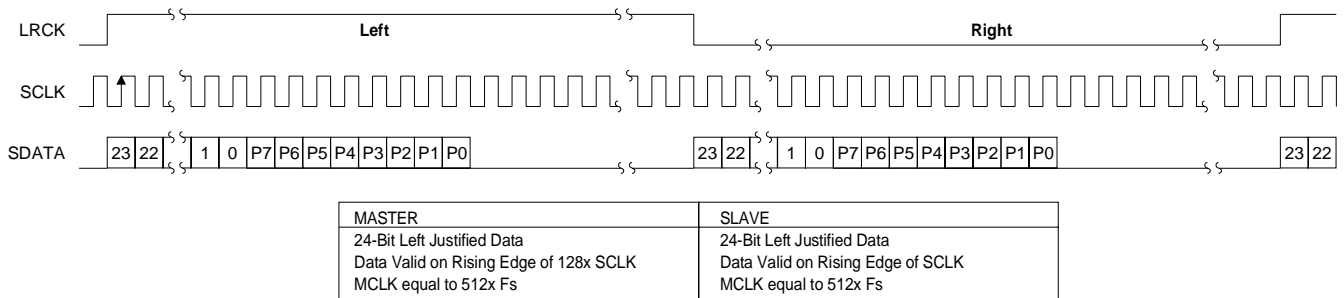 LRCK Left Right
SCLK
SDATA 23 22 1 0 P7 P6 P5 P4 P3 P2 P1 P0 23 22 1 0 P7 P6 P5 P4 P3 P2 P1 P0 23 22
MASTER SLAVE
24-Bit Left Justified Data 24-Bit Left Justified Data
Data Valid on Rising Edge of 128x SCLK Data Valid on Rising Edge of SCLK
MCLK equal to 512x Fs MCLK equal to 512x Fs